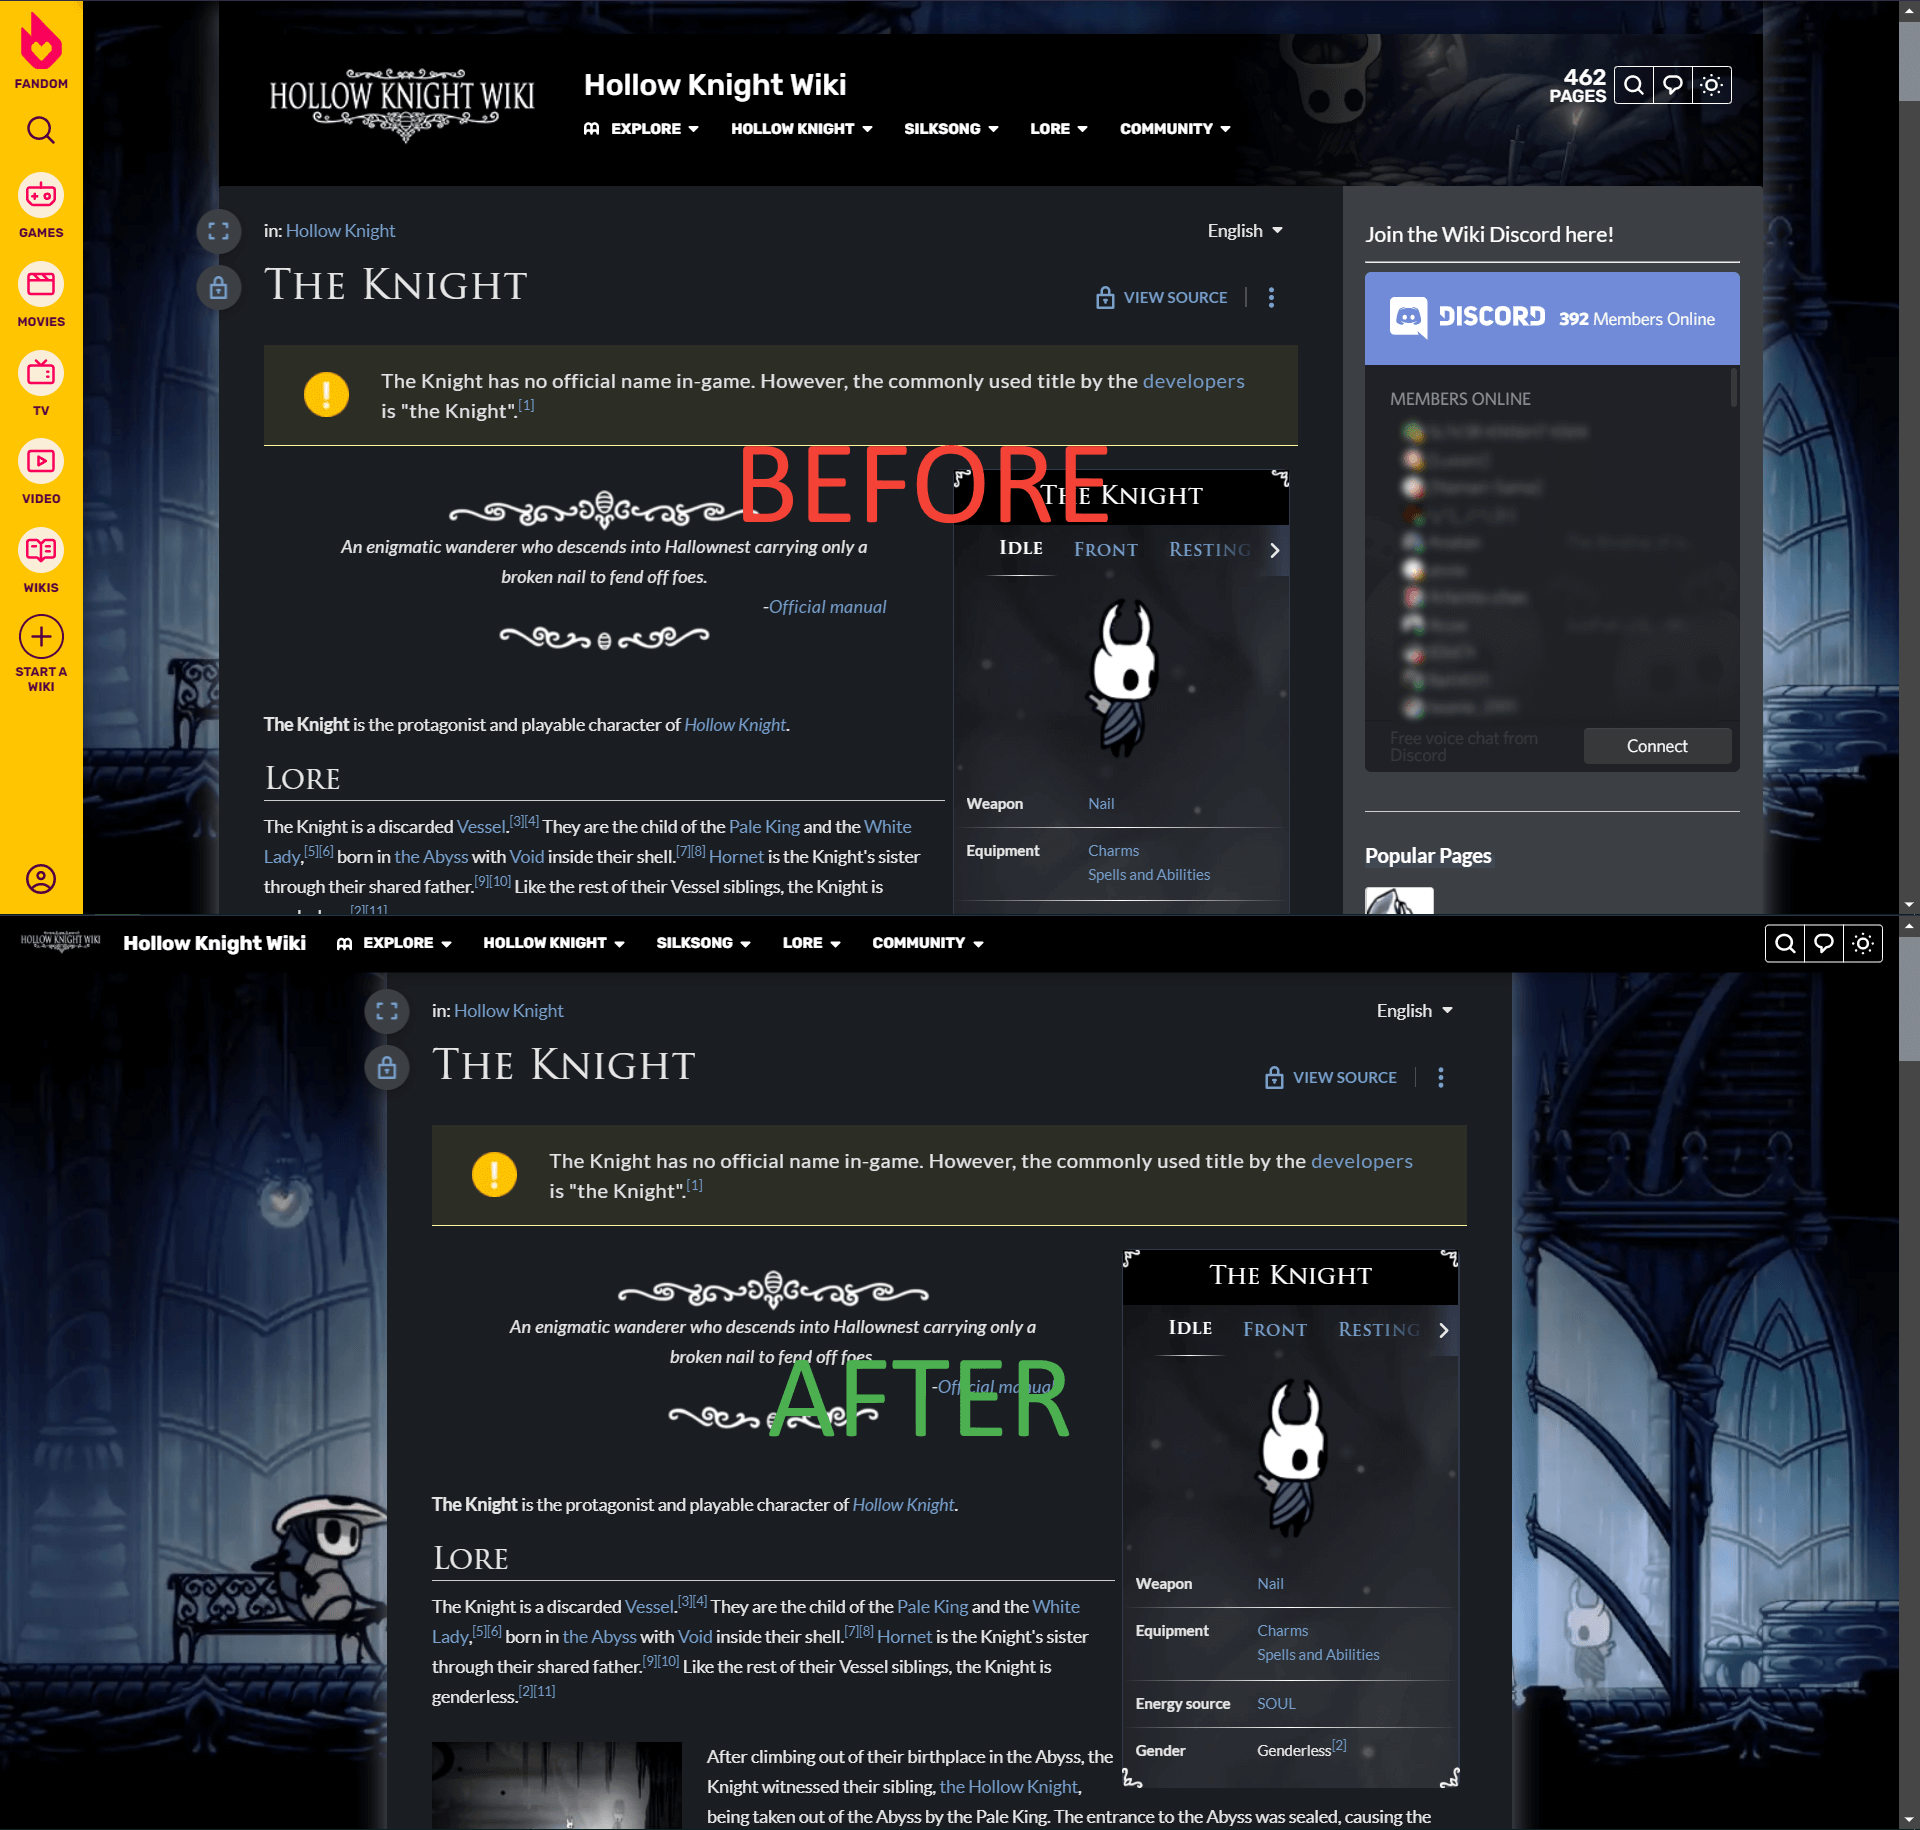 FANDOM
GAMES
MOVIES
TV
VIDEO
WIKIS
START A
WIKI
HOLLOW KNIGHT WIKI
Hollow Knight Wiki
EXPLORE
HOLLOW KNIGHT
SILKSONG
LORE
COMMUNITY
462
PAGES
in: Hollow Knight
English
THE KNIGHT
VIEW SOURCE
The Knight has no official name in-game. However, the commonly used title by the developers
is "the Knight".[1]
BEFORE
An enigmatic wanderer who descends into Hallownest carrying only a
broken nail to fend off foes.
-Official manual
The Knight is the protagonist and playable character of Hollow Knight.
LORE
The Knight is a discarded Vessel.[3][4] They are the child of the Pale King and the White
Lady,[5][6] born in the Abyss with Void inside their shell.[7][8] Hornet is the Knight's sister
through their shared father.[9][10] Like the rest of their Vessel siblings, the Knight is
[2][11]
THE KNIGHT
IDLE
FRONT
RESTING
Weapon
Nail
Equipment
Charms
Spells and Abilities
Join the Wiki Discord here!
DISCORD
392 Members Online
MEMBERS ONLINE
Free voice chat from
Discord
Connect
Popular Pages
HOLLOW KNIGHT WIKI
Hollow Knight Wiki
EXPLORE
HOLLOW KNIGHT
SILKSONG
LORE
COMMUNITY
in: Hollow Knight
English
THE KNIGHT
VIEW SOURCE
The Knight has no official name in-game. However, the commonly used title by the developers
is "the Knight".[1]
An enigmatic wanderer who descends into Hallownest carrying only a
broken nail to fend off foes.
-Official manual
AFTER
The Knight is the protagonist and playable character of Hollow Knight.
LORE
The Knight is a discarded Vessel.[3][4] They are the child of the Pale King and the White
Lady,[5][6] born in the Abyss with Void inside their shell.[7][8] Hornet is the Knight's sister
through their shared father.[9][10] Like the rest of their Vessel siblings, the Knight is
genderless.[2][11]
After climbing out of their birthplace in the Abyss, the
Knight witnessed their sibling, the Hollow Knight,
being taken out of the Abyss by the Pale King. The entrance to the Abyss was sealed, causing the
THE KNIGHT
IDLE
FRONT
RESTING
Weapon
Nail
Equipment
Charms
Spells and Abilities
Energy source
SOUL
Gender
Genderless[2]